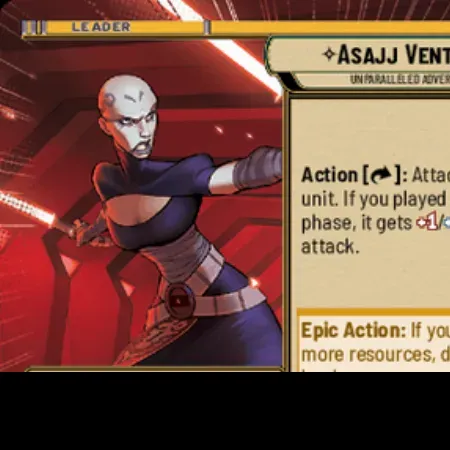 LEADER
ASAJJ VENT
UNPARALLELED ADVER
Action [ ]: Attac
unit. If you played
phase, it gets +1/
attack.
Epic Action: If you
more resources, d